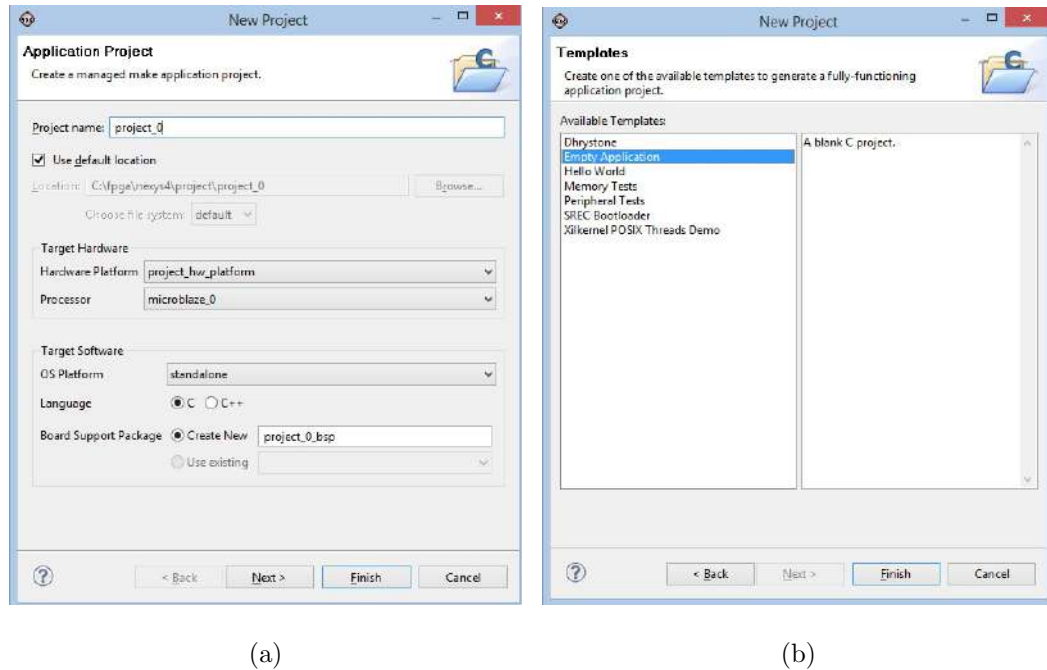 New Project
Application Project
Create a managed make application project.
Project name: project_0
Use default location
Location: C:\fpga\nexys4\project\project_0 Browse...
Choose file system: default
Target Hardware
Hardware Platform project_hw_platform
Processor microblaze_0
Target Software
OS Platform standalone
Language C C++
Board Support Package Create New project_0_bsp
Use existing
< Back Next > Finish Cancel
(a)
New Project
Templates
Create one of the available templates to generate a fully-functioning
application project.
Available Templates:
Dhrystone
Empty Application
Hello World
Memory Tests
Peripheral Tests
SREC Bootloader
Xilkernel POSIX Threads Demo
A blank C project.
< Back Next > Finish Cancel
(b)